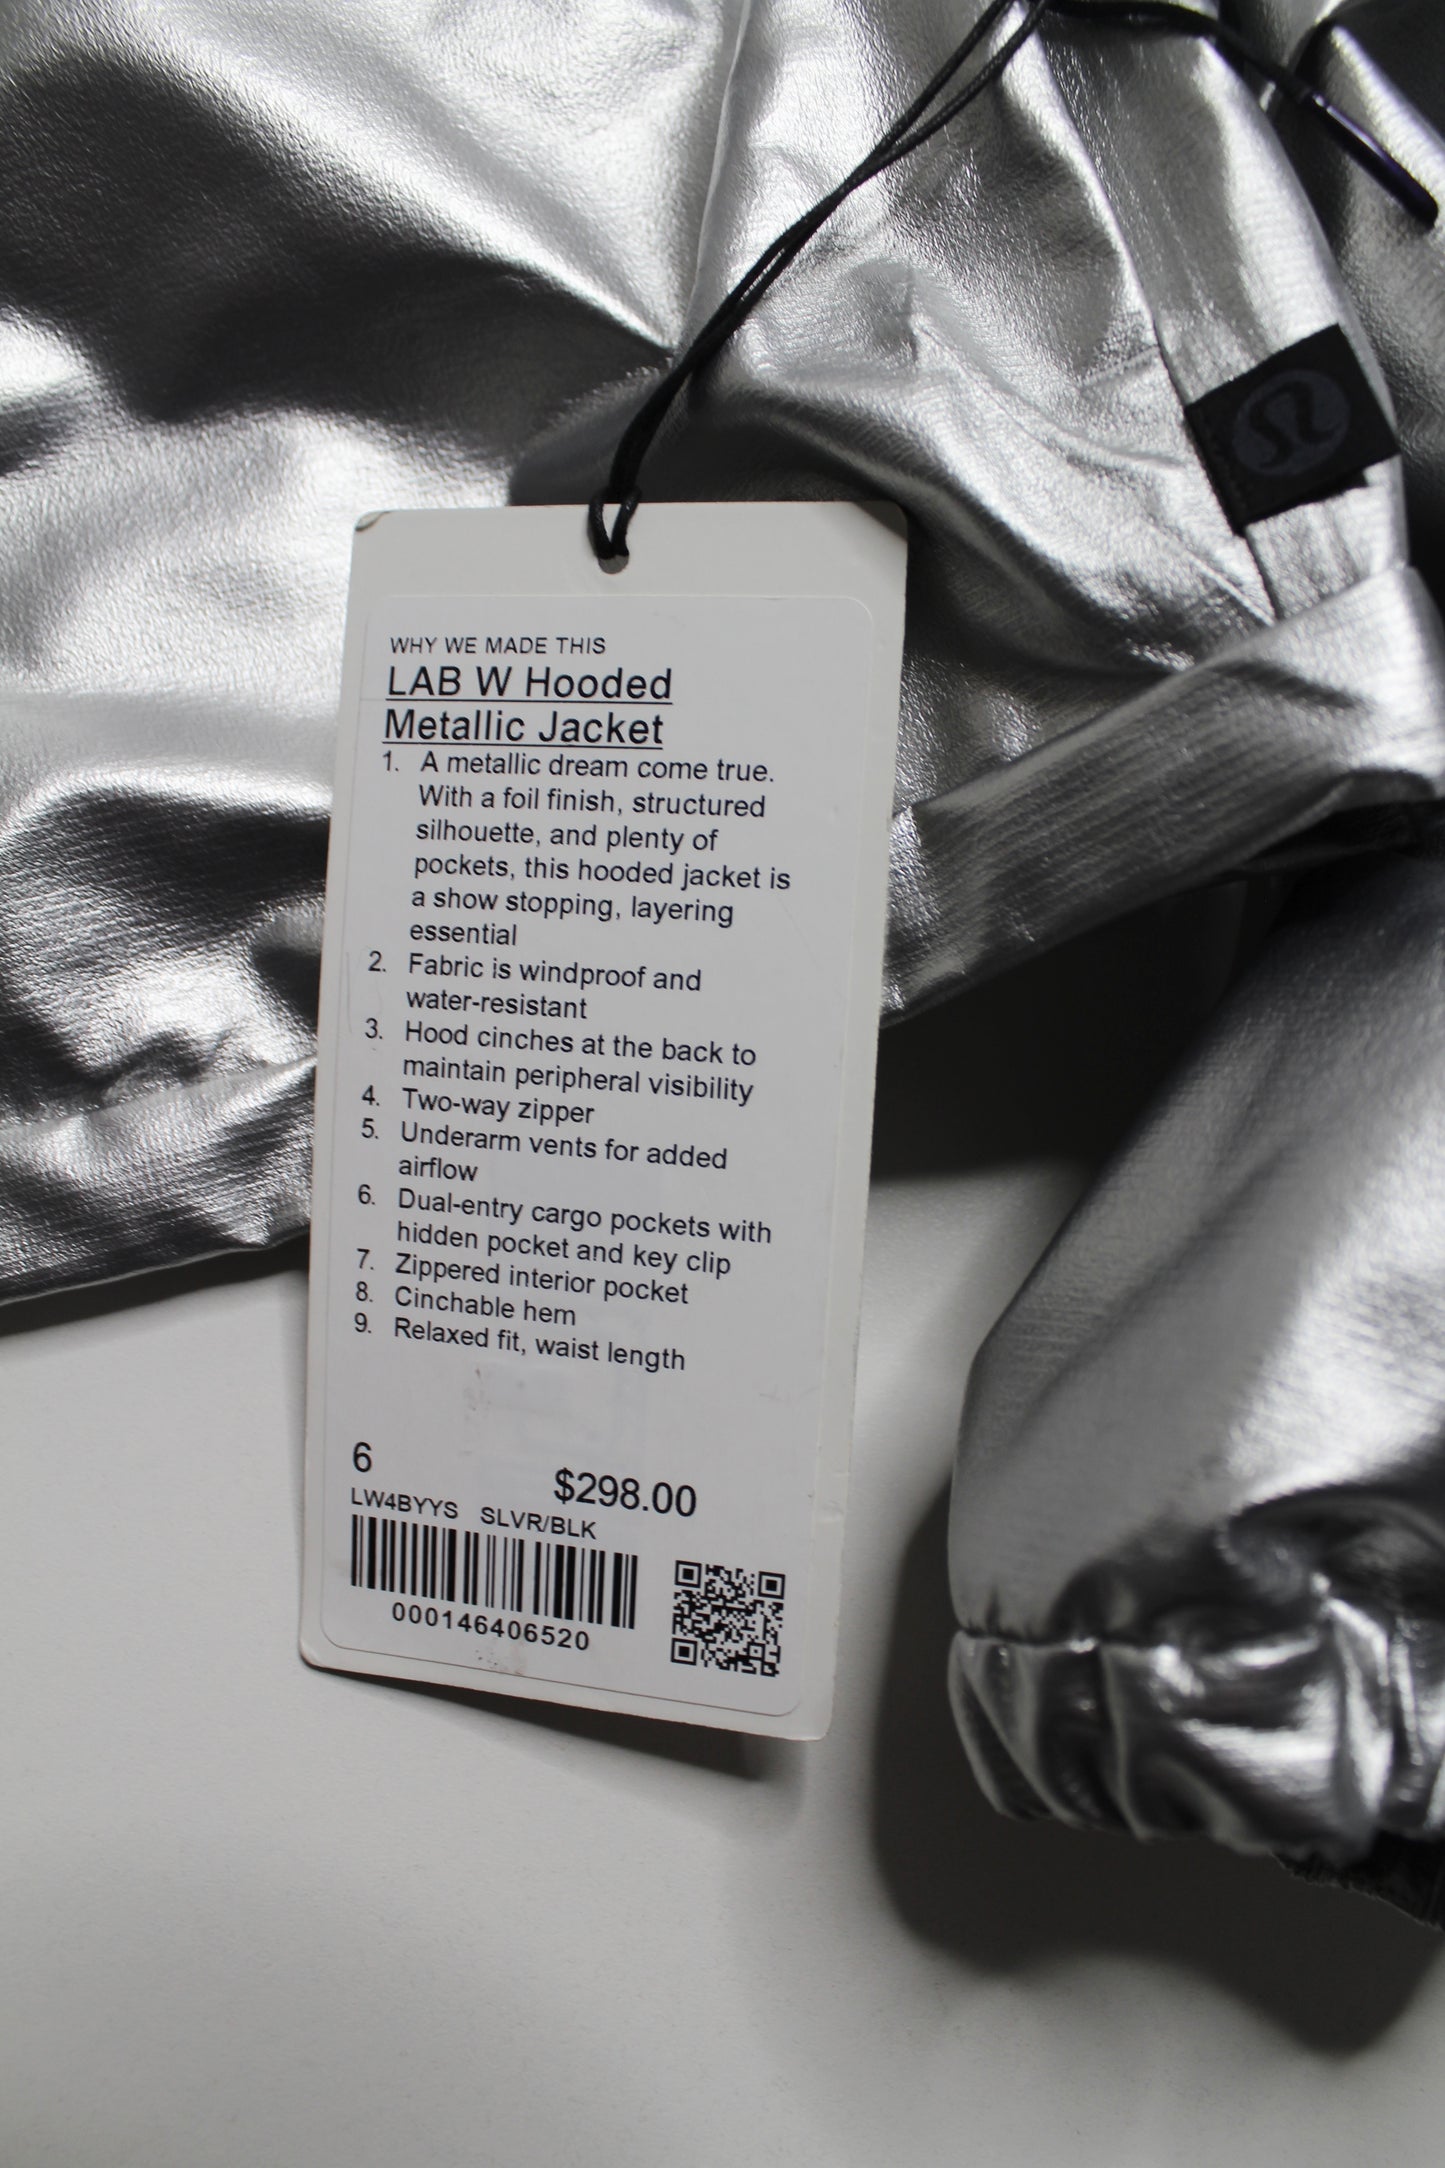 WHY WE MADE THIS
LAB W Hooded
Metallic Jacket
1. A metallic dream come true.
With a foil finish, structured
silhouette, and plenty of
pockets, this hooded jacket is
a show stopping, layering
essential
2. Fabric is windproof and
water-resistant
3. Hood cinches at the back to
maintain peripheral visibility
4. Two-way zipper
5. Underarm vents for added
airflow
6. Dual-entry cargo pockets with
hidden pocket and key clip
7. Zippered interior pocket
8. Cinchable hem
9. Relaxed fit, waist length
6
$298.00
LW4BYYS SLVR/BLK
000146406520